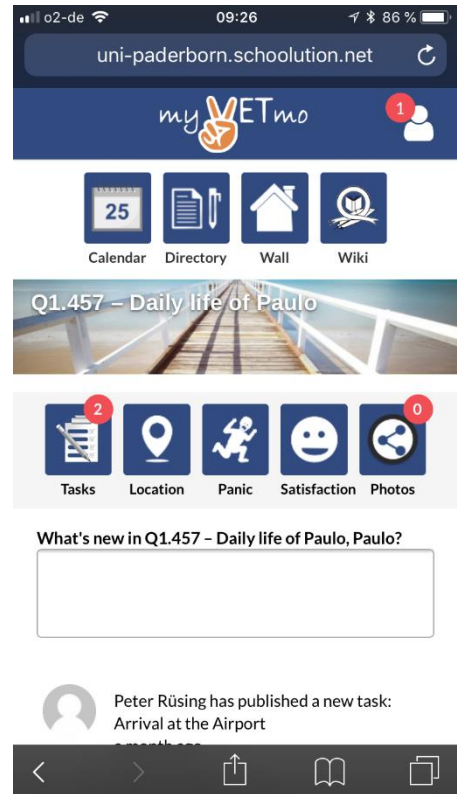 o2-de 09:26 86 %
uni-paderborn.schoolution.net
myVETmo
1
25
Calendar Directory Wall Wiki
Q1.457 – Daily life of Paulo
2 0
Tasks Location Panic Satisfaction Photos
What's new in Q1.457 – Daily life of Paulo, Paulo?
Peter Rüsing has published a new task:
Arrival at the Airport
a month ago